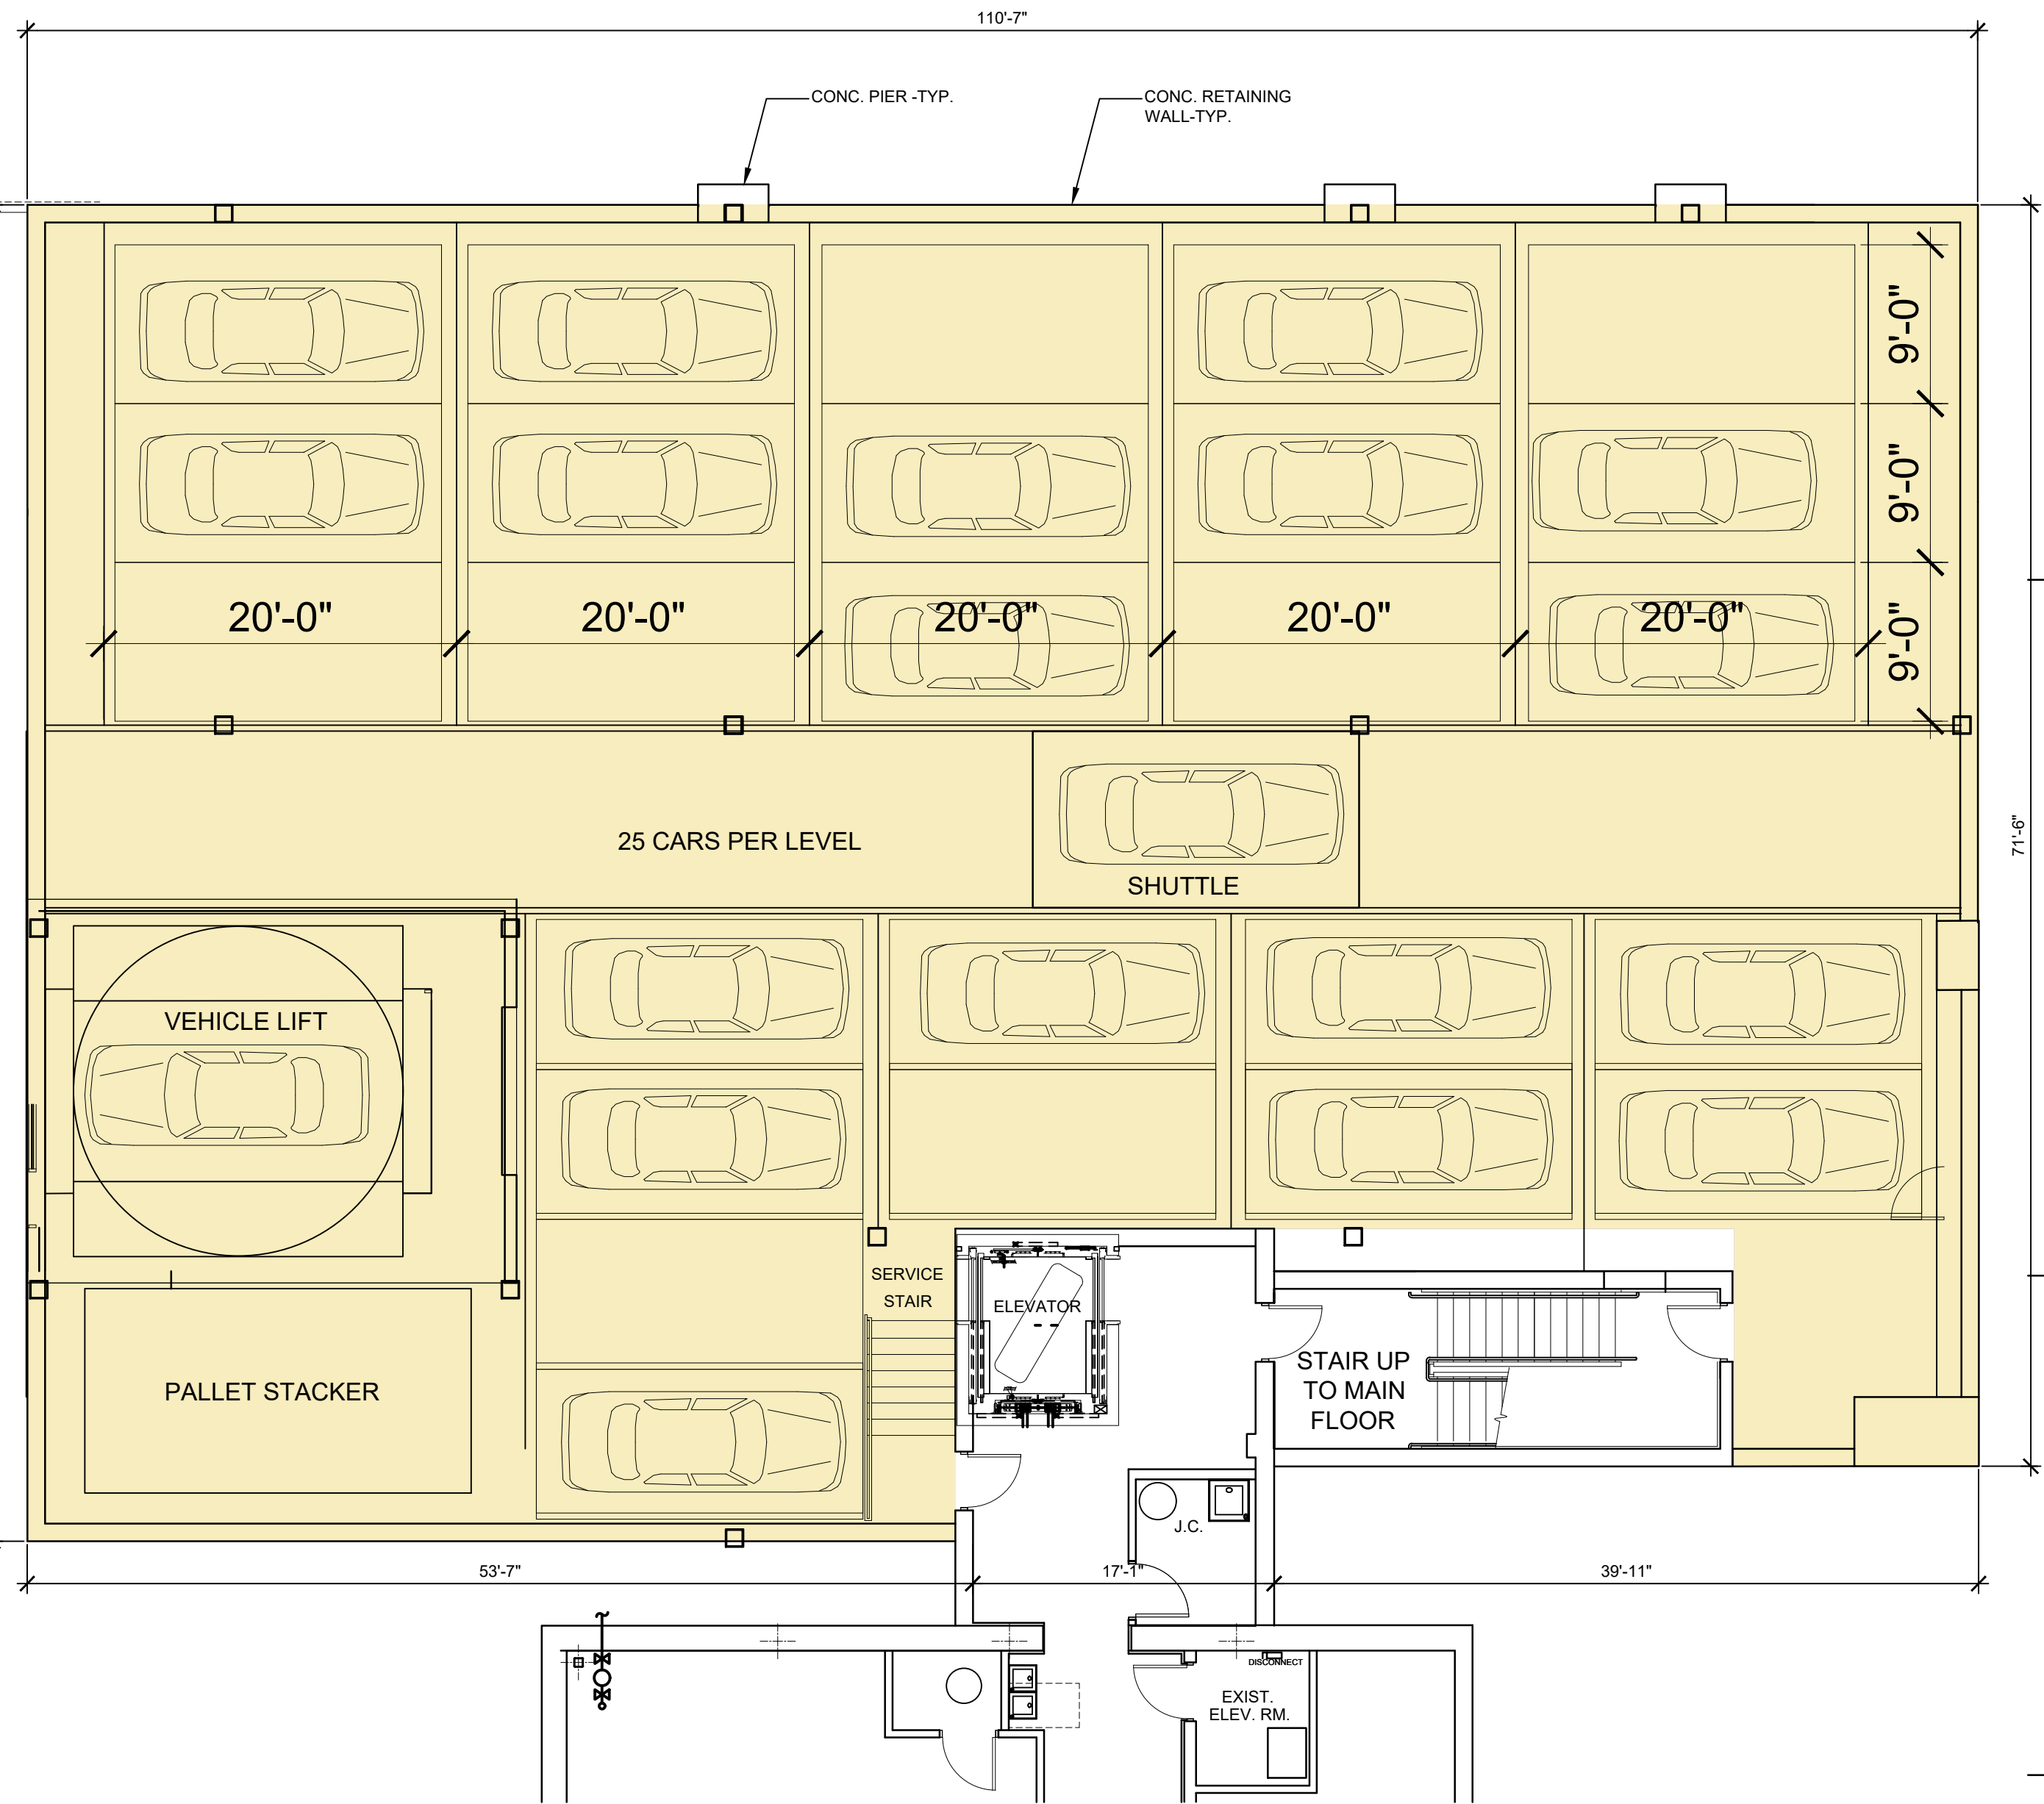 110'-7"
CONC. PIER -TYP.
CONC. RETAINING
WALL-TYP.
9'-0"
9'-0"
9'-0"
20'-0"
20'-0"
20'-0"
20'-0"
20'-0"
25 CARS PER LEVEL
SHUTTLE
71'-6"
VEHICLE LIFT
SERVICE
STAIR
ELEVATOR
STAIR UP
TO MAIN
FLOOR
PALLET STACKER
J.C.
53'-7"
17'-1"
39'-11"
DISCONNECT
EXIST.
ELEV. RM.